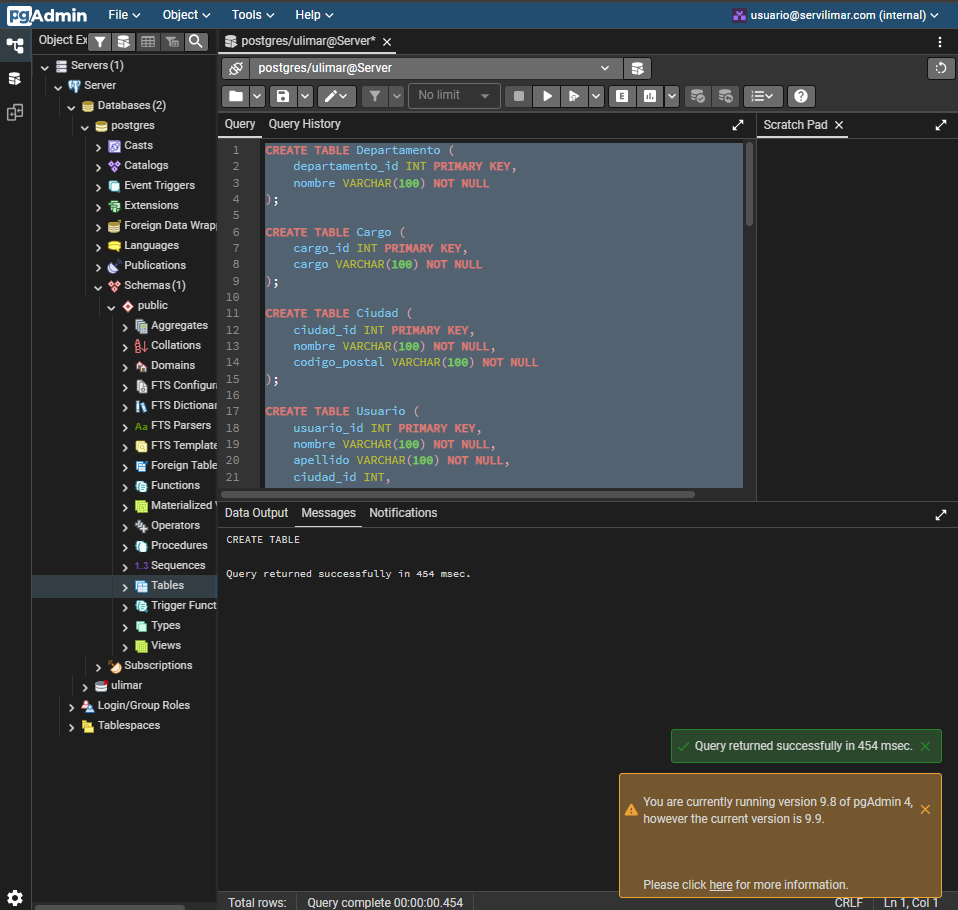 pgAdmin File Object Tools Help usuario@servilimar.com (internal)
Object Ex
postgres/ulimar@Server*
Servers (1)
Server
Databases (2)
postgres
Casts
Catalogs
Event Triggers
Extensions
Foreign Data Wrap
Languages
Publications
Schemas (1)
public
Aggregates
Collations
Domains
FTS Configura
FTS Dictionar
Aa FTS Parsers
FTS Template
Foreign Table
Functions
Materialized V
Operators
Procedures
1..3 Sequences
Tables
Trigger Funct
Types
Views
Subscriptions
ulimar
Login/Group Roles
Tablespaces
postgres/ulimar@Server
No limit
E
Query Query History
Scratch Pad
1 CREATE TABLE Departamento (
2 departamento_id INT PRIMARY KEY,
3 nombre VARCHAR(100) NOT NULL
4 );
5
6 CREATE TABLE Cargo (
7 cargo_id INT PRIMARY KEY,
8 cargo VARCHAR(100) NOT NULL
9 );
10
11 CREATE TABLE Ciudad (
12 ciudad_id INT PRIMARY KEY,
13 nombre VARCHAR(100) NOT NULL,
14 codigo_postal VARCHAR(100) NOT NULL
15 );
16
17 CREATE TABLE Usuario (
18 usuario_id INT PRIMARY KEY,
19 nombre VARCHAR(100) NOT NULL,
20 apellido VARCHAR(100) NOT NULL,
21 ciudad_id INT,
Data Output Messages Notifications
CREATE TABLE
Query returned successfully in 454 msec.
Query returned successfully in 454 msec.
You are currently running version 9.8 of pgAdmin 4,
however the current version is 9.9.
Please click here for more information.
Total rows: Query complete 00:00:00.454 CRLF Ln 1, Col 1